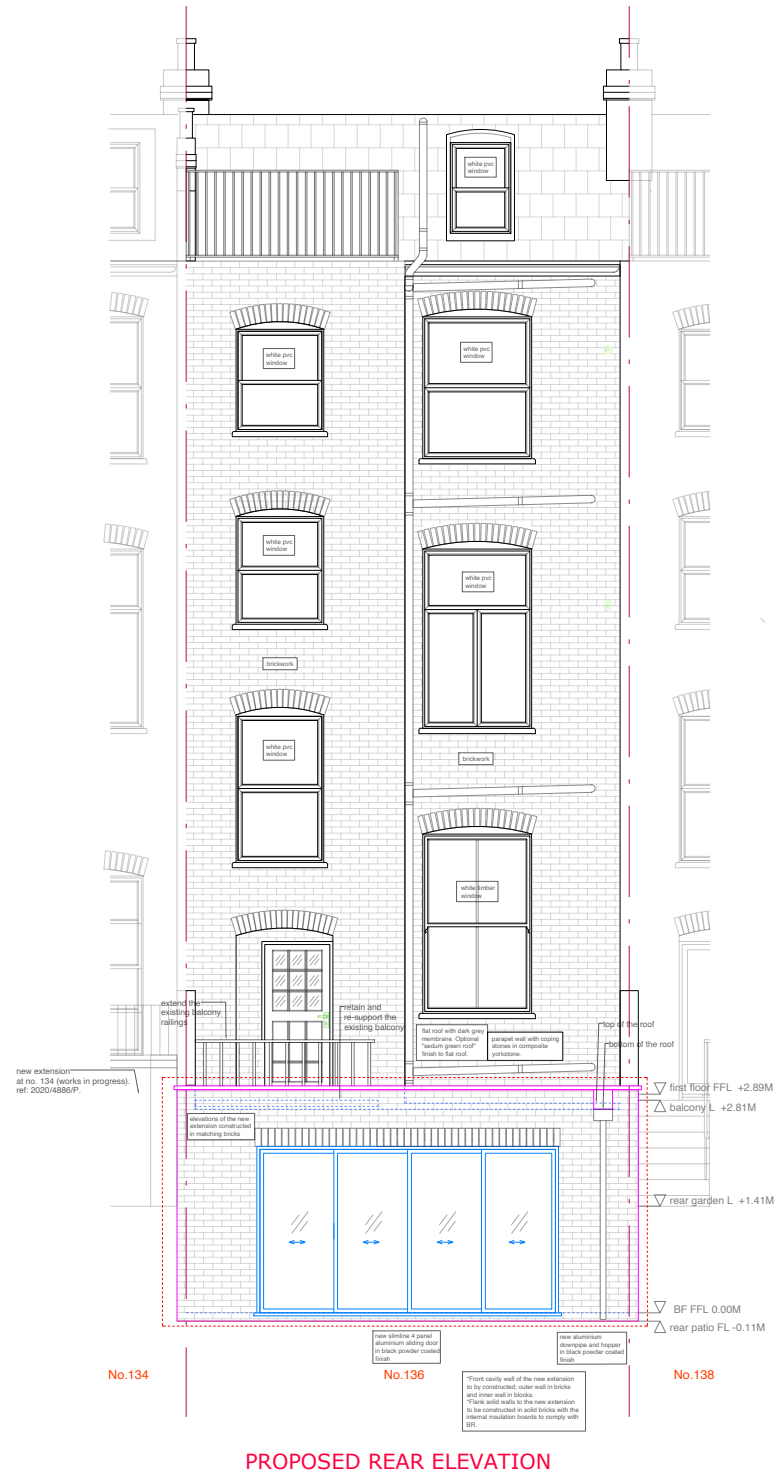 white pvc
window
white pvc
window
white pvc
window
white pvc
window
white pvc
window
brickwork
white pvc
window
brickwork
white timber
window
extend the
existing balcony
railings
retain and
re-support the
existing balcony
flat roof with dark grey
membrane. Optional
"sedum green roof"
finish to flat roof.
parapet wall with coping
stones in composite
yorkstone.
top of the roof
bottom of the roof
new extension
at no. 134 (works in progress).
ref: 2020/4886/P.
first floor FFL +2.89M
balcony L +2.81M
elevations of the new
extension constructed
in matching bricks
rear garden L +1.41M
BF FFL 0.00M
rear patio FL -0.11M
new slimline 4 panel
aluminium sliding door
in black powder coated
finish
new aluminium
downpipe and hopper
in black powder coated
finish
No.134
No.136
No.138
*Front cavity wall of the new extension
to by constructed; outer wall in bricks
and inner wall in blocks.
*Flank solid walls to the new extension
to be constructed in solid bricks with the
internal insulation boards to comply with
BR.
PROPOSED REAR ELEVATION